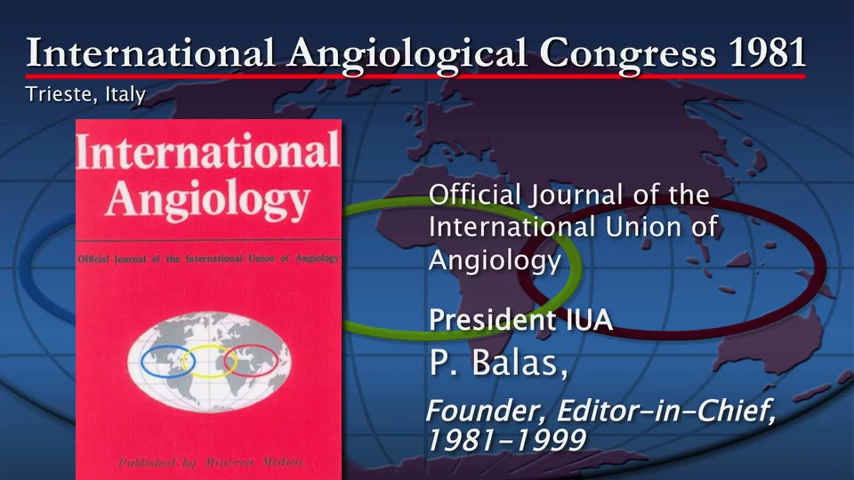 International Angiological Congress 1981
Trieste, Italy
International
Angiology
Official Journal of the International Union of Angiology
Published by Minerva Medica
Official Journal of the
International Union of
Angiology
President IUA
P. Balas,
Founder, Editor-in-Chief,
1981-1999